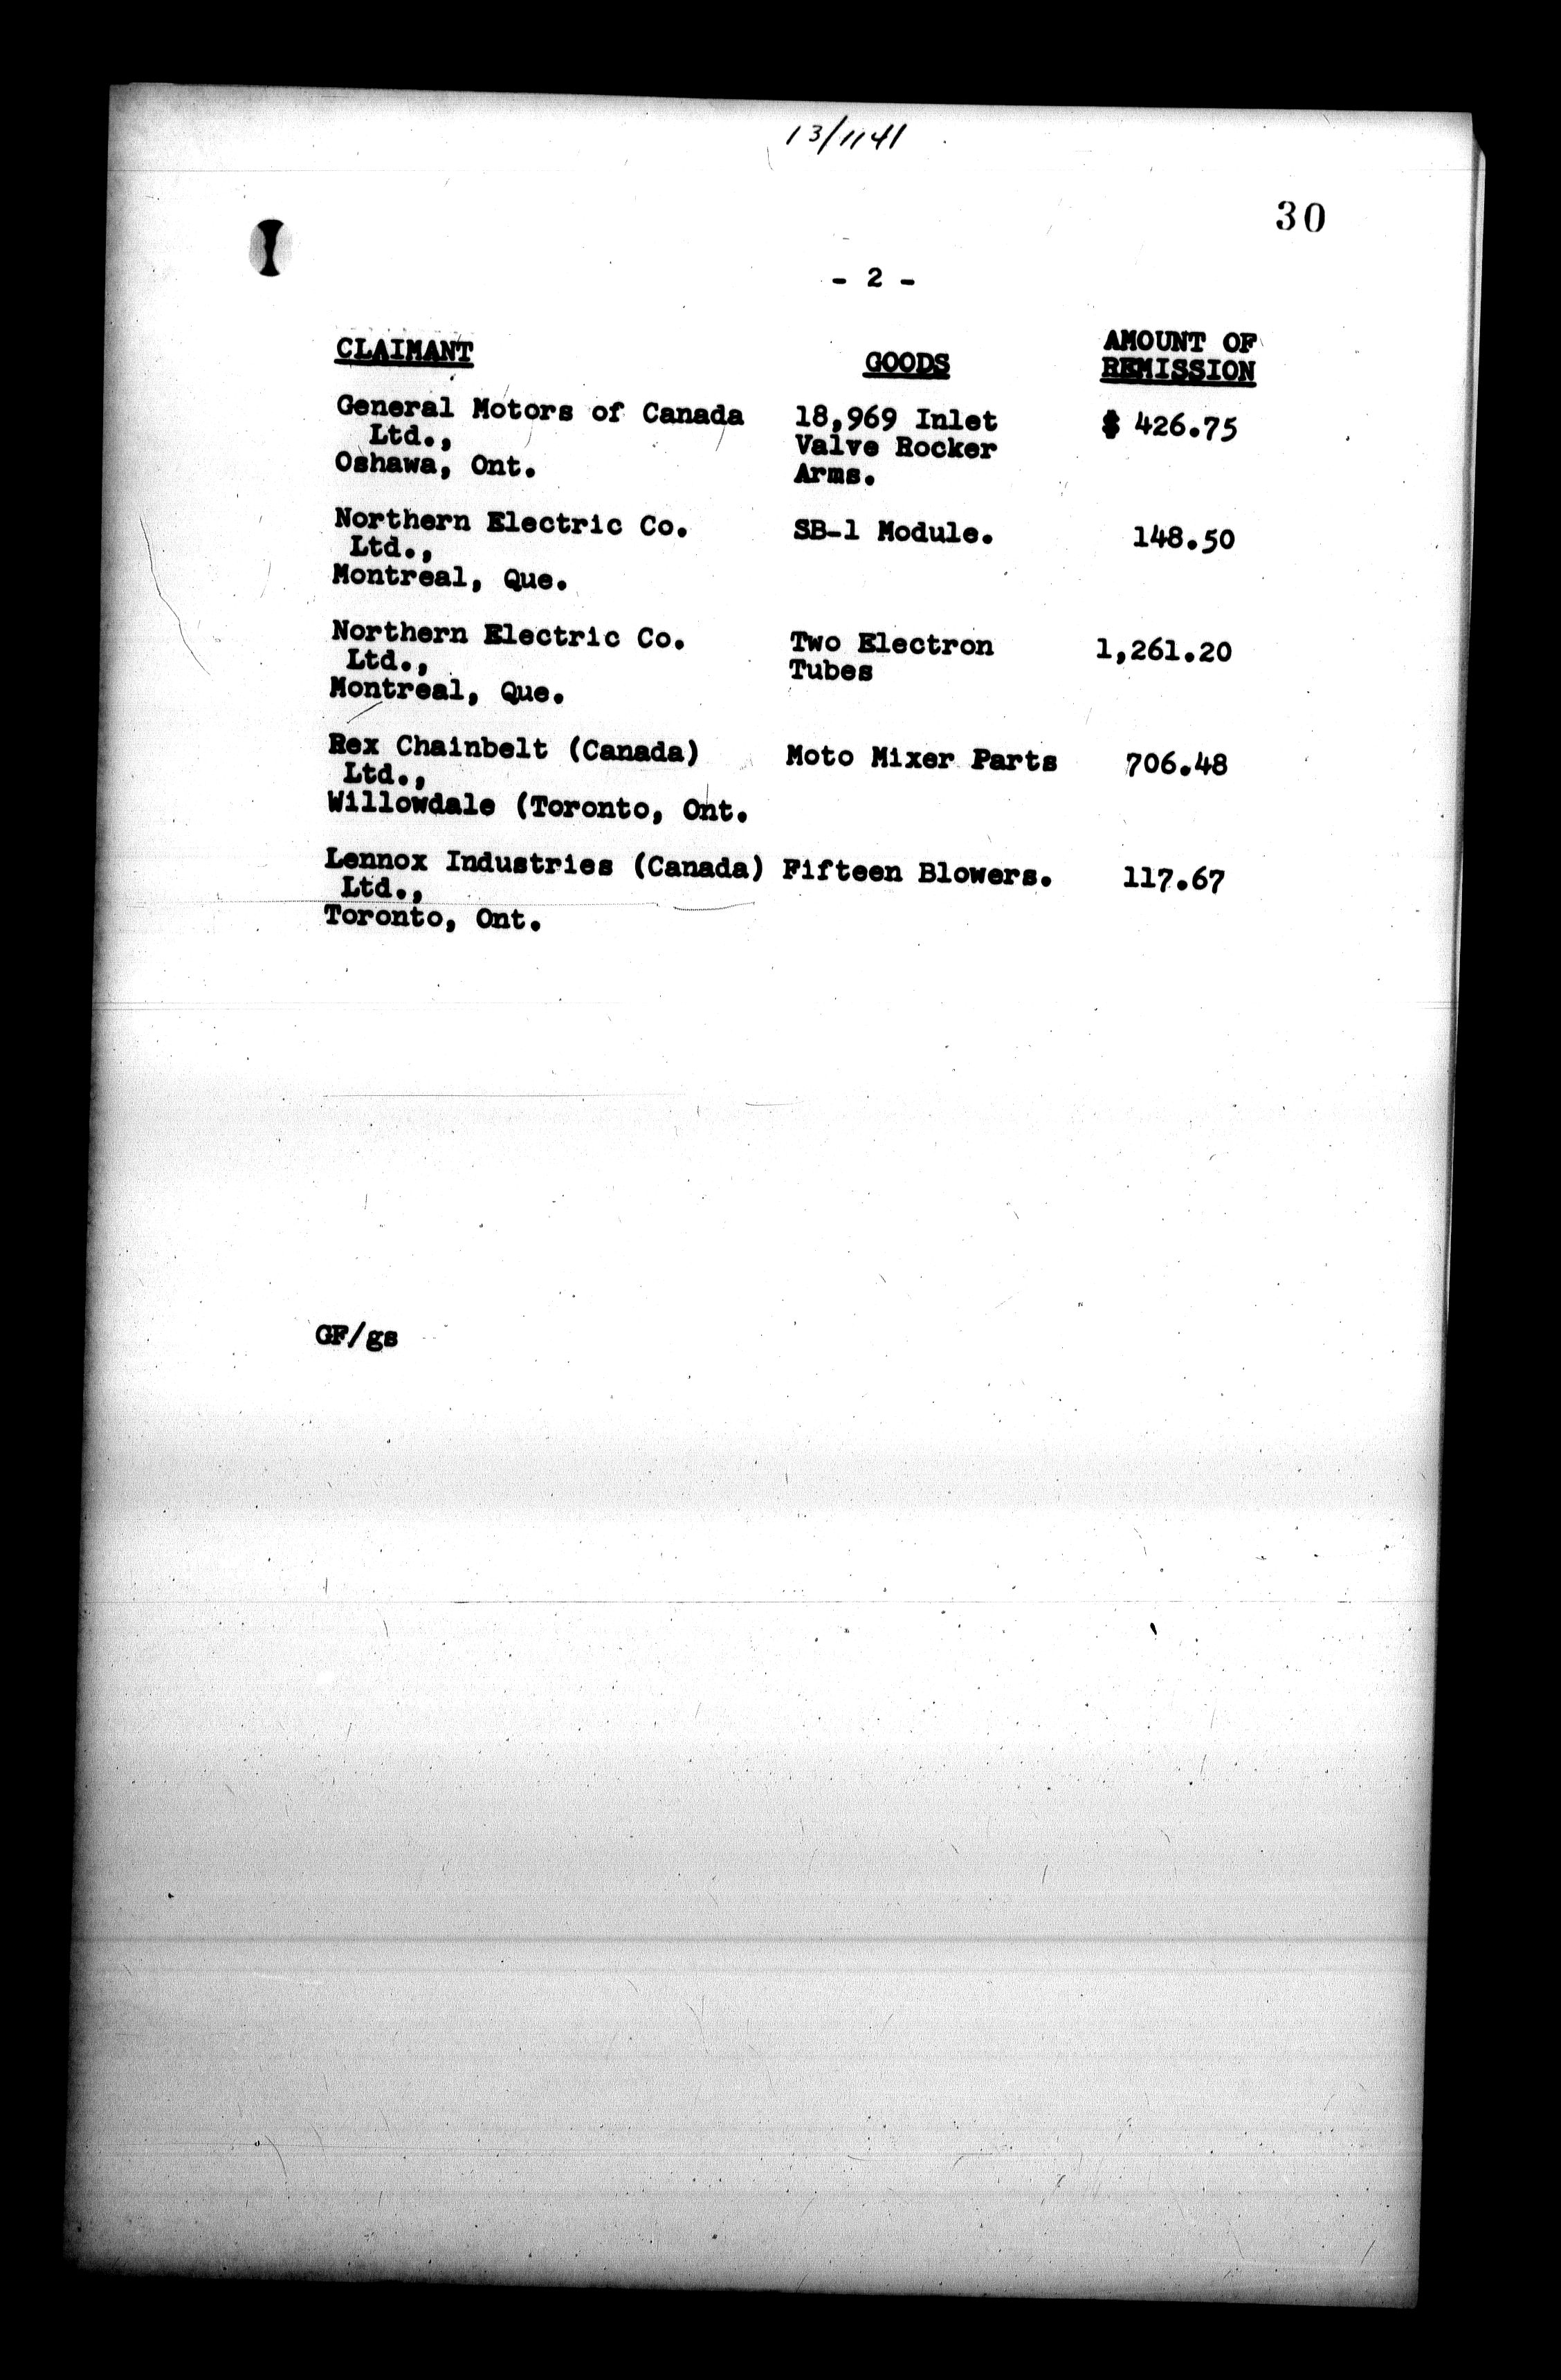 13/1141
30
- 2 -
CLAIMANT GOODS AMOUNT OF
REMISSION
General Motors of Canada 18,969 Inlet $ 426.75
Ltd., Valve Rocker
Oshawa, Ont. Arms.
Northern Electric Co. SB-1 Module. 148.50
Ltd.,
Montreal, Que.
Northern Electric Co. Two Electron 1,261.20
Ltd., Tubes
Montreal, Que.
Rex Chainbelt (Canada) Moto Mixer Parts 706.48
Ltd.,
Willowdale (Toronto, Ont.
Lennox Industries (Canada) Fifteen Blowers. 117.67
Ltd.,
Toronto, Ont.
GF/gs